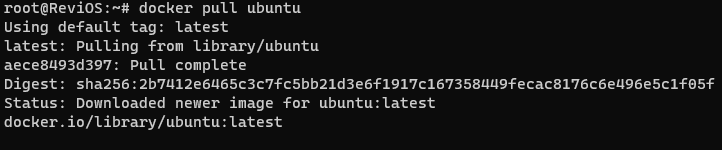 root@ReviOS:~# docker pull ubuntu
Using default tag: latest
latest: Pulling from library/ubuntu
aece8493d397: Pull complete
Digest: sha256:2b7412e6465c3c7fc5bb21d3e6f1917c167358449fecac8176c6e496e5c1f05f
Status: Downloaded newer image for ubuntu:latest
docker.io/library/ubuntu:latest